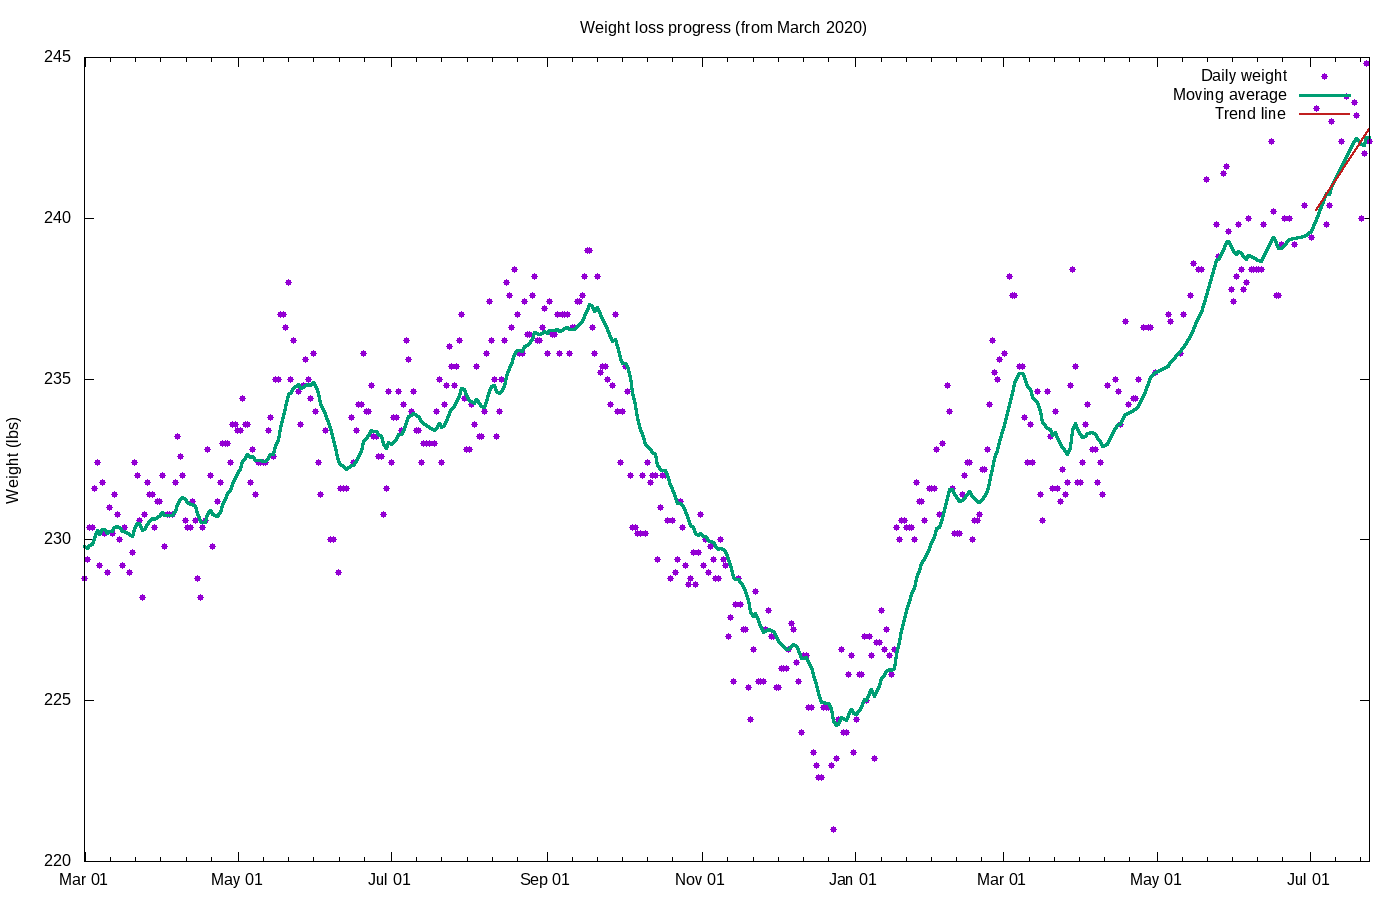 Weight loss progress (from March 2020)
Daily weight
Moving average
Trend line
Weight (lbs)
245
240
235
230
225
220
Mar 01 May 01 Jul 01 Sep 01 Nov 01 Jan 01 Mar 01 May 01 Jul 01